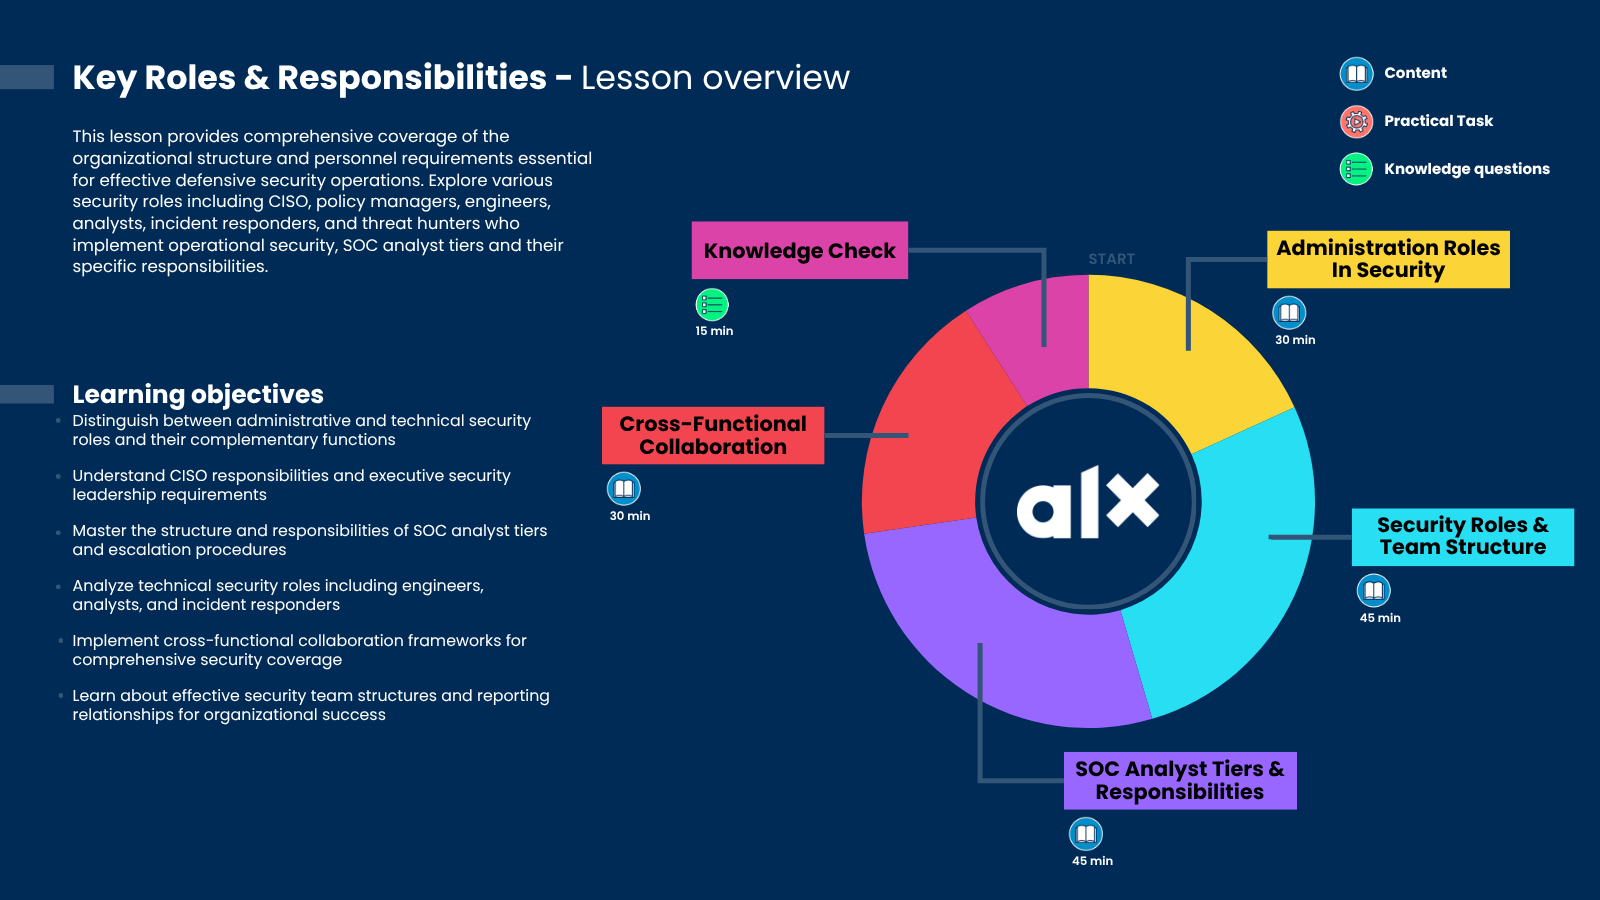 Key Roles & Responsibilities - Lesson overview
This lesson provides comprehensive coverage of the
organizational structure and personnel requirements essential
for effective defensive security operations. Explore various
security roles including CISO, policy managers, engineers,
analysts, incident responders, and threat hunters who
implement operational security, SOC analyst tiers and their
specific responsibilities.
Learning objectives
Distinguish between administrative and technical security
roles and their complementary functions
Understand CISO responsibilities and executive security
leadership requirements
Master the structure and responsibilities of SOC analyst tiers
and escalation procedures
Analyze technical security roles including engineers,
analysts, and incident responders
Implement cross-functional collaboration frameworks for
comprehensive security coverage
Learn about effective security team structures and reporting
relationships for organizational success
Content
Practical Task
Knowledge questions
START
Administration Roles
In Security
30 min
Security Roles &
Team Structure
45 min
SOC Analyst Tiers &
Responsibilities
45 min
Cross-Functional
Collaboration
30 min
Knowledge Check
15 min
alx